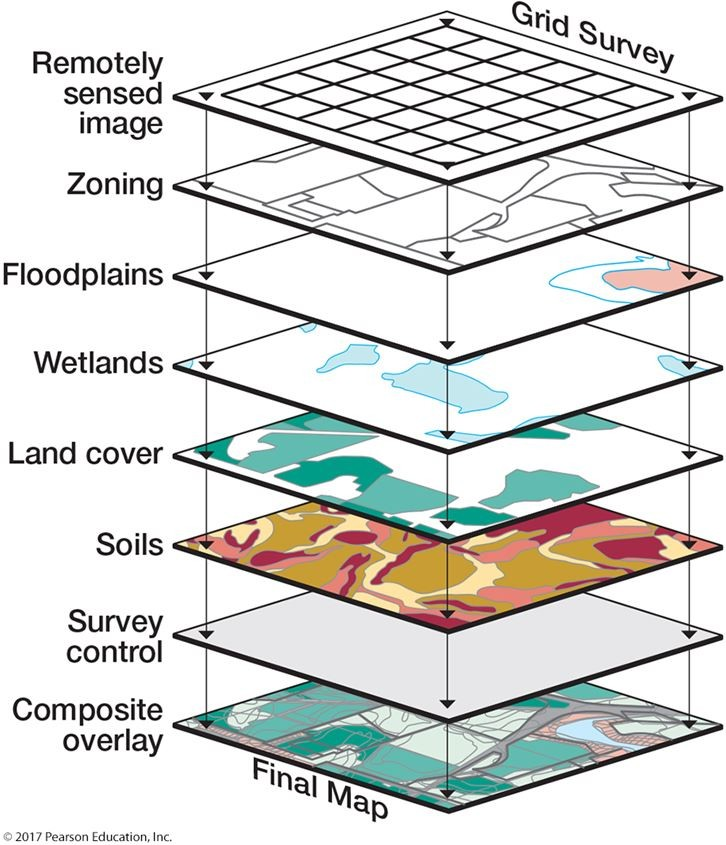 Grid Survey
Remotely
sensed
image
Zoning
Floodplains
Wetlands
Land cover
Soils
Survey
control
Composite
overlay
Final Map
© 2017 Pearson Education, Inc.